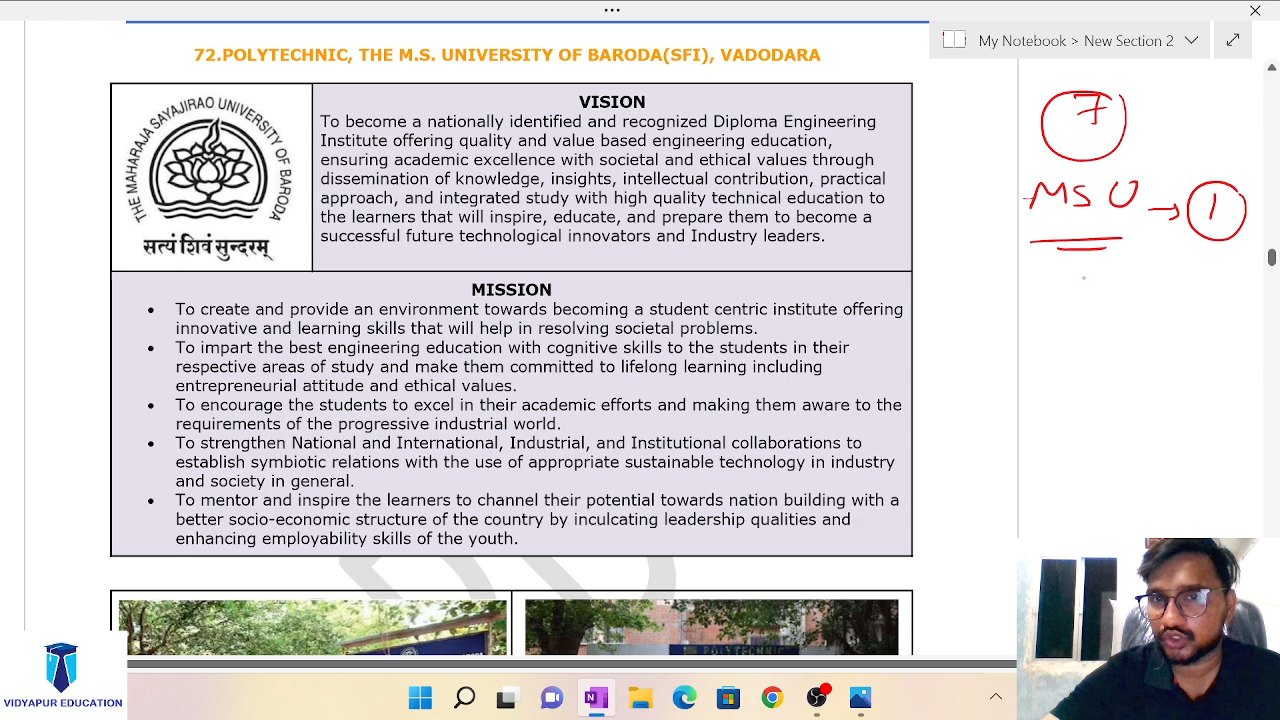 My Notebook > New Section 2
72.POLYTECHNIC, THE M.S. UNIVERSITY OF BARODA(SFI), VADODARA
THE MAHARAJA SAYAJIRAO UNIVERSITY OF BARODA
सत्यं शिवं सुन्दरम्
VISION
To become a nationally identified and recognized Diploma Engineering
Institute offering quality and value based engineering education,
ensuring academic excellence with societal and ethical values through
dissemination of knowledge, insights, intellectual contribution, practical
approach, and integrated study with high quality technical education to
the learners that will inspire, educate, and prepare them to become a
successful future technological innovators and Industry leaders.
MISSION
• To create and provide an environment towards becoming a student centric institute offering
innovative and learning skills that will help in resolving societal problems.
• To impart the best engineering education with cognitive skills to the students in their
respective areas of study and make them committed to lifelong learning including
entrepreneurial attitude and ethical values.
• To encourage the students to excel in their academic efforts and making them aware to the
requirements of the progressive industrial world.
• To strengthen National and International, Industrial, and Institutional collaborations to
establish symbiotic relations with the use of appropriate sustainable technology in industry
and society in general.
• To mentor and inspire the learners to channel their potential towards nation building with a
better socio-economic structure of the country by inculcating leadership qualities and
enhancing employability skills of the youth.
POLYTECHNIC
7
MSU → 1
VIDYAPUR EDUCATION